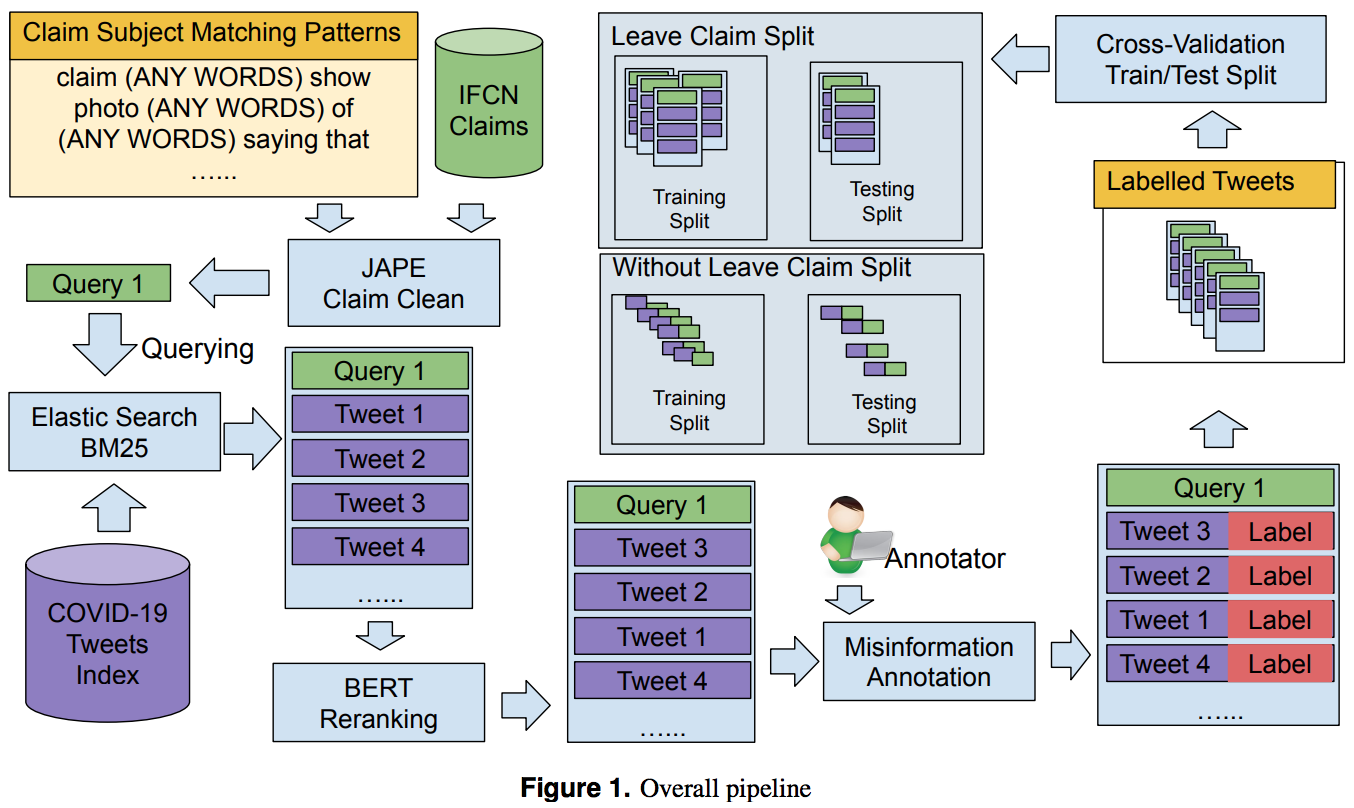 Claim Subject Matching Patterns
claim (ANY WORDS) show
photo (ANY WORDS) of
(ANY WORDS) saying that
…...
IFCN
Claims
JAPE
Claim Clean
Query 1
Querying
Elastic Search
BM25
COVID-19
Tweets
Index
Query 1
Tweet 1
Tweet 2
Tweet 3
Tweet 4
…...
BERT
Reranking
Query 1
Tweet 3
Tweet 2
Tweet 1
Tweet 4
…...
Annotator
Misinformation
Annotation
Query 1
Tweet 3 Label
Tweet 2 Label
Tweet 1 Label
Tweet 4 Label
…...
Labelled Tweets
Cross-Validation
Train/Test Split
Leave Claim Split
Training
Split
Testing
Split
Without Leave Claim Split
Training
Split
Testing
Split
Figure 1. Overall pipeline